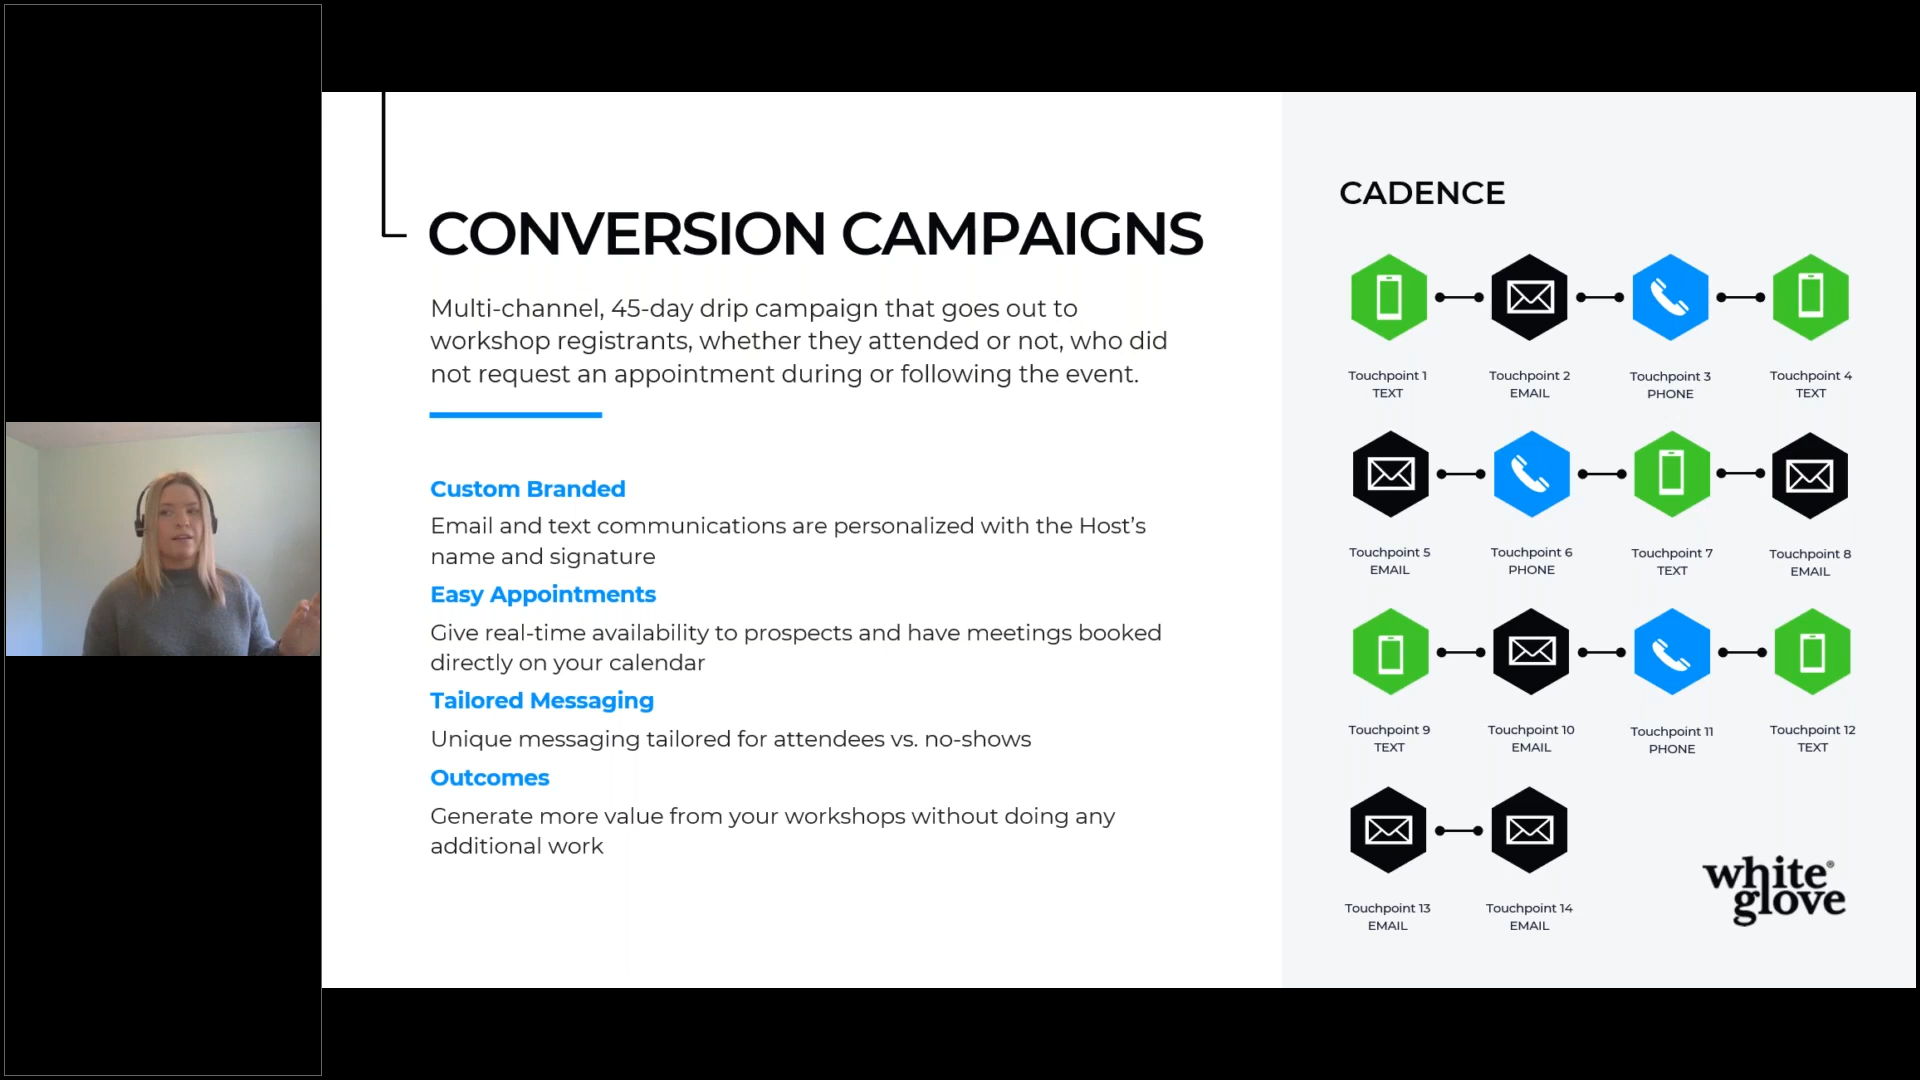 CONVERSION CAMPAIGNS
Multi-channel, 45-day drip campaign that goes out to
workshop registrants, whether they attended or not, who did
not request an appointment during or following the event.
Custom Branded
Email and text communications are personalized with the Host’s
name and signature
Easy Appointments
Give real-time availability to prospects and have meetings booked
directly on your calendar
Tailored Messaging
Unique messaging tailored for attendees vs. no-shows
Outcomes
Generate more value from your workshops without doing any
additional work
CADENCE
Touchpoint 1
TEXT
Touchpoint 2
EMAIL
Touchpoint 3
PHONE
Touchpoint 4
TEXT
Touchpoint 5
EMAIL
Touchpoint 6
PHONE
Touchpoint 7
TEXT
Touchpoint 8
EMAIL
Touchpoint 9
TEXT
Touchpoint 10
EMAIL
Touchpoint 11
PHONE
Touchpoint 12
TEXT
Touchpoint 13
EMAIL
Touchpoint 14
EMAIL
white®
glove